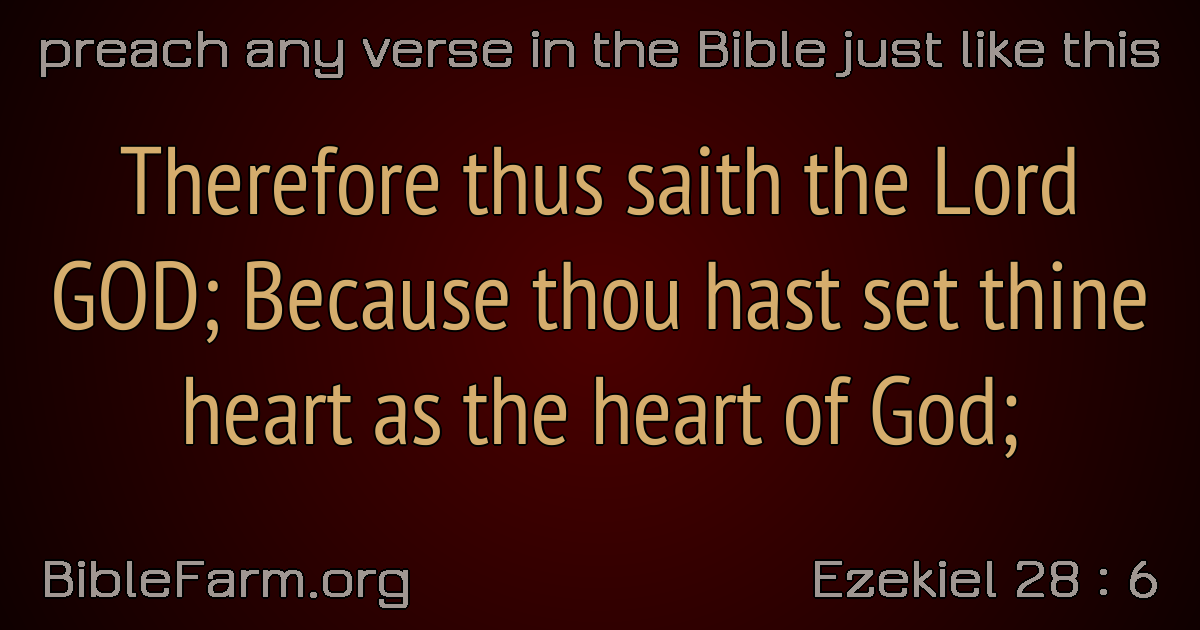 preach any verse in the Bible just like this
Therefore thus saith the Lord
GOD; Because thou hast set thine
heart as the heart of God;
BibleFarm.org
Ezekiel 28 : 6